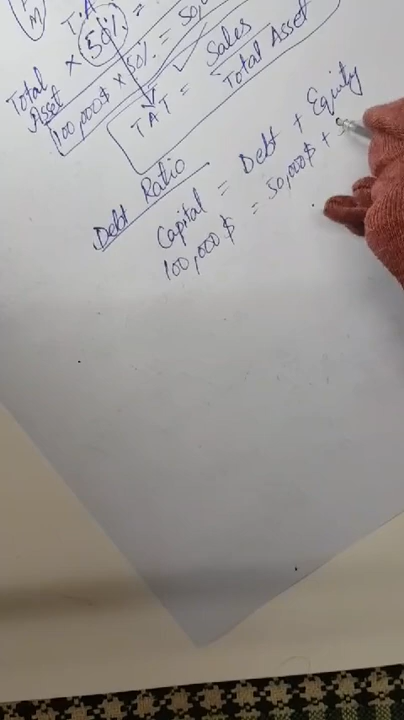 P
M
T.A
× 50% =
Total
Asset
100,000$ × 50% = 50,0
TAT = Sales
Total Asset
Debt Ratio
Capital = Debt + Equity
100,000$ = 50,000$ +